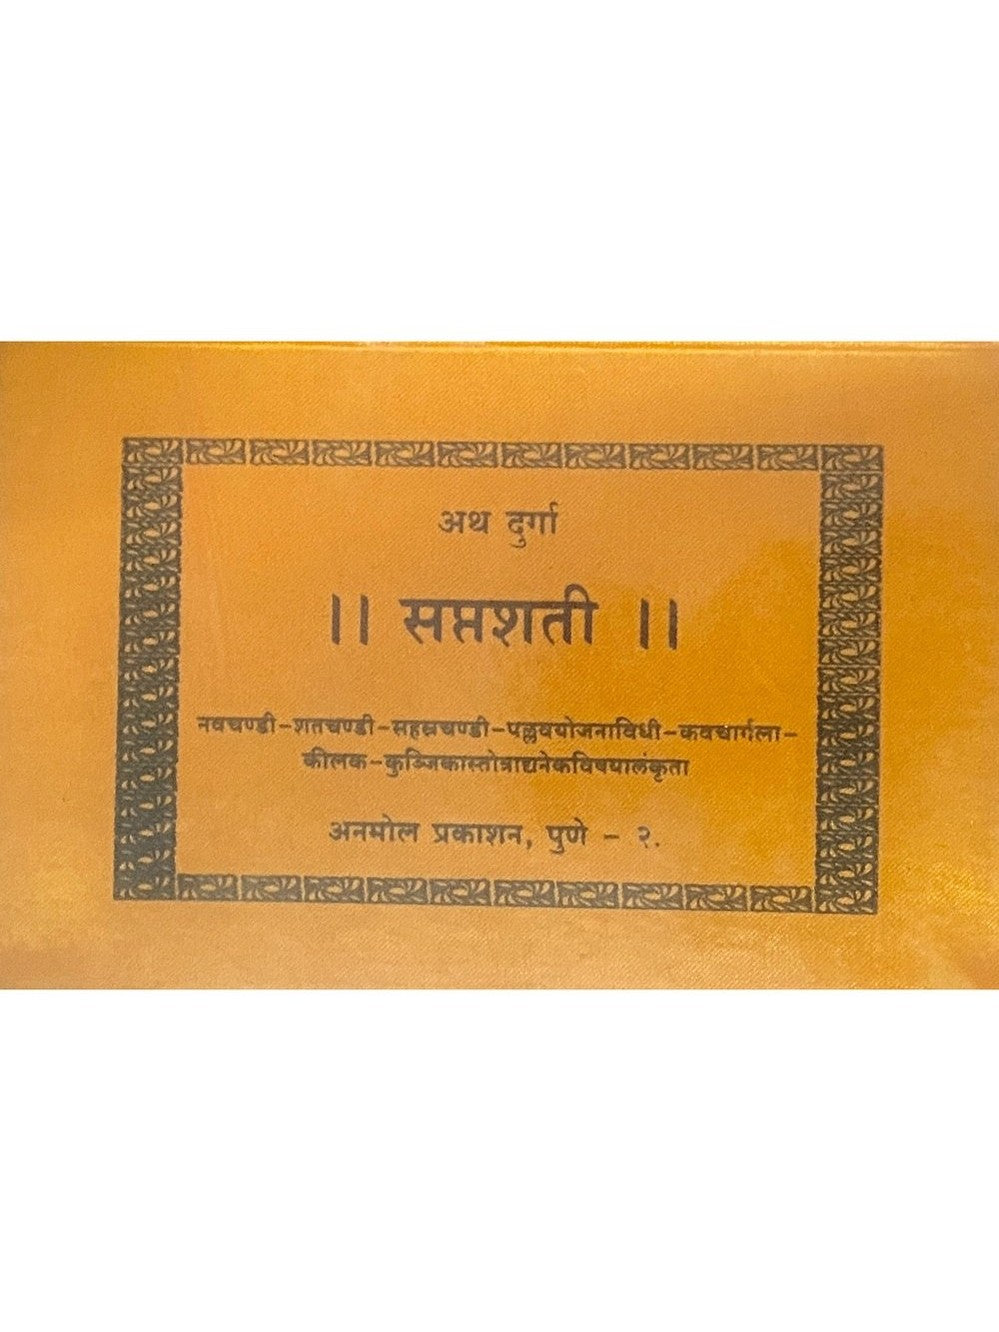 अथ दुर्गा
।। सप्तशती ।।
नवचण्डी-शतचण्डी-सहस्रचण्डी-पल्लवयोजनाविधी-कवचार्गला-
कीलक-कुञ्जिकास्तोत्राद्यनेकविषयालंकृता
अनमोल प्रकाशन, पुणे - २.